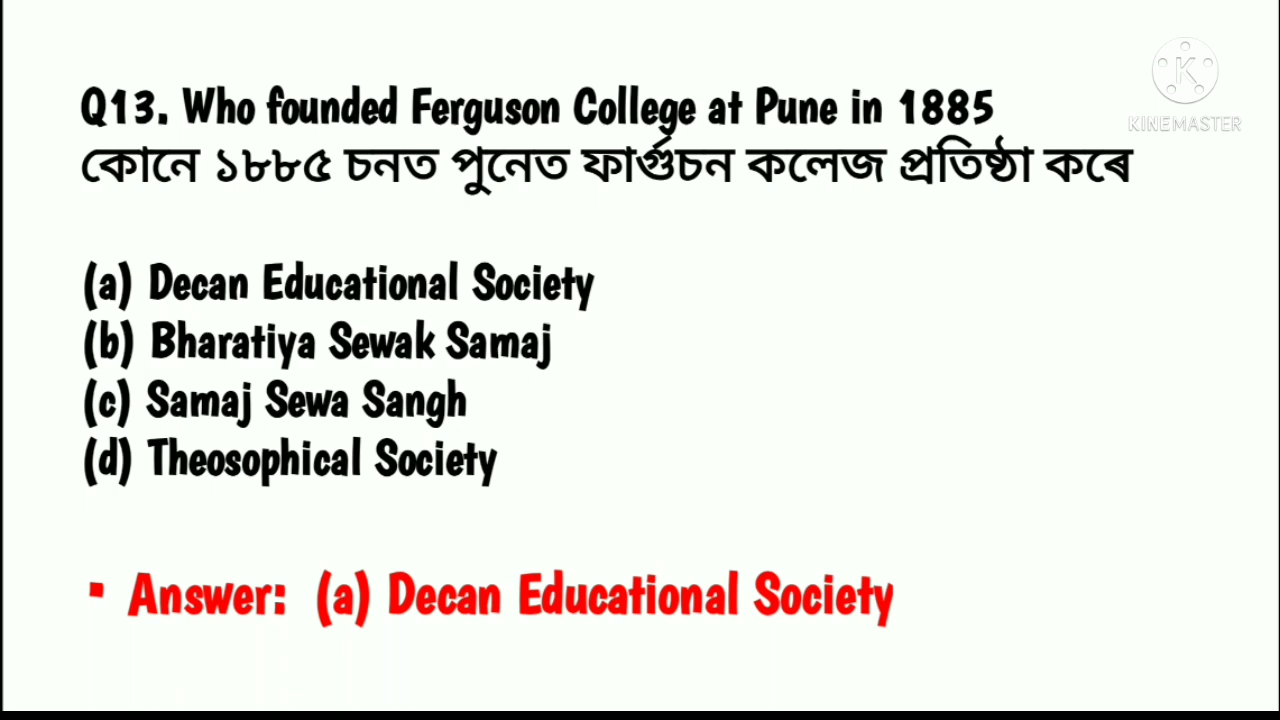 Q13. Who founded Ferguson College at Pune in 1885
কোনে ১৮৮৫ চনত পুনেত ফাৰ্গুচন কলেজ প্ৰতিষ্ঠা কৰে
(a) Decan Educational Society
(b) Bharatiya Sewak Samaj
(c) Samaj Sewa Sangh
(d) Theosophical Society
▪ Answer: (a) Decan Educational Society
K
KINEMASTER